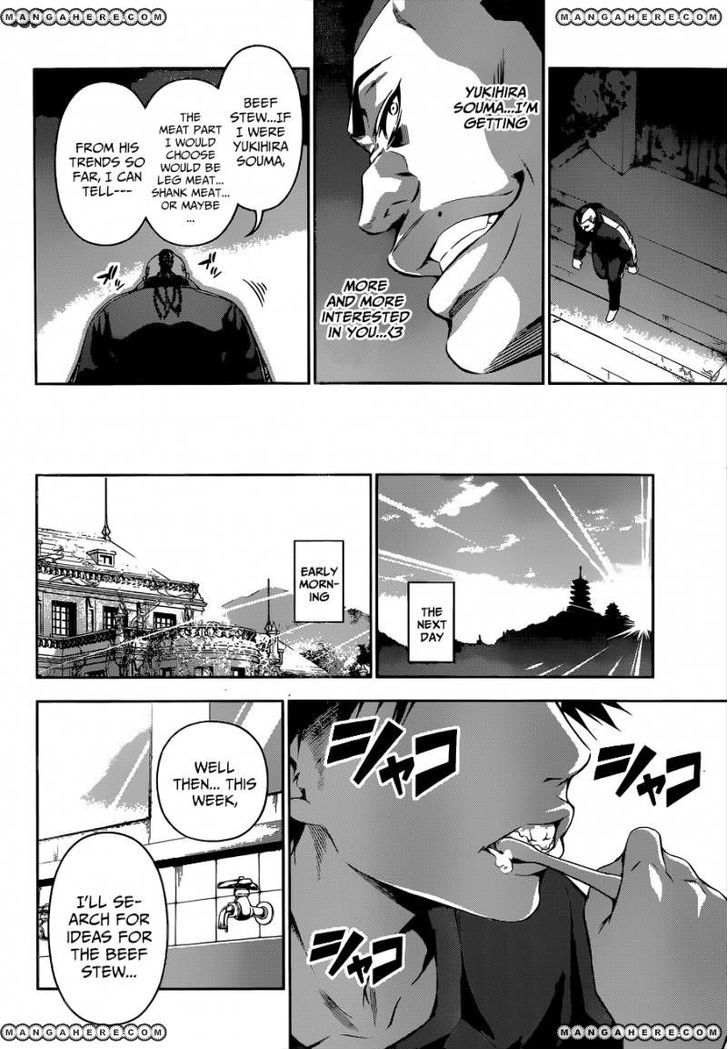 MANGAHERE.COM
MANGAHERE.COM
YUKIHIRA
SOUMA...I'M
GETTING
MORE
AND MORE
INTERESTED
IN YOU...<3
BEEF
STEW...IF
I WERE
YUKIHIRA
SOUMA,
THE
MEAT PART
I WOULD
CHOOSE
WOULD BE
LEG MEAT...
SHANK MEAT...
OR MAYBE
...
FROM HIS
TRENDS SO
FAR, I CAN
TELL---
THE
NEXT
DAY
EARLY
MORN-
ING
シャコ
シャコ
シャコ
WELL
THEN... THIS
WEEK,
I'LL SE-
ARCH FOR
IDEAS FOR
THE BEEF
STEW...
MANGAHERE.COM
MANGAHERE.COM